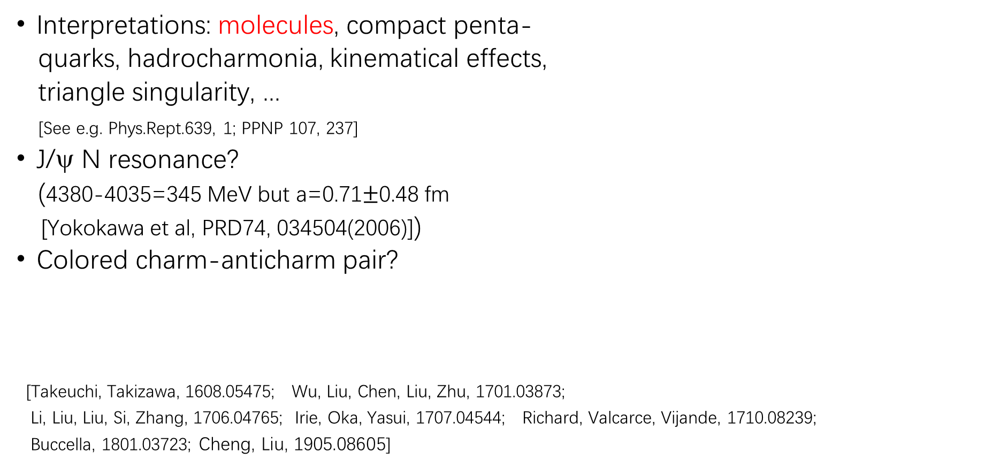 • Interpretations: molecules, compact penta-
quarks, hadrocharmonia, kinematical effects,
triangle singularity, ...
[See e.g. Phys.Rept.639, 1; PPNP 107, 237]
• J/ψ N resonance?
(4380-4035=345 MeV but a=0.71±0.48 fm
[Yokokawa et al, PRD74, 034504(2006)])
• Colored charm-anticharm pair?
[Takeuchi, Takizawa, 1608.05475; Wu, Liu, Chen, Liu, Zhu, 1701.03873;
Li, Liu, Liu, Si, Zhang, 1706.04765; Irie, Oka, Yasui, 1707.04544; Richard, Valcarce, Vijande, 1710.08239;
Buccella, 1801.03723; Cheng, Liu, 1905.08605]